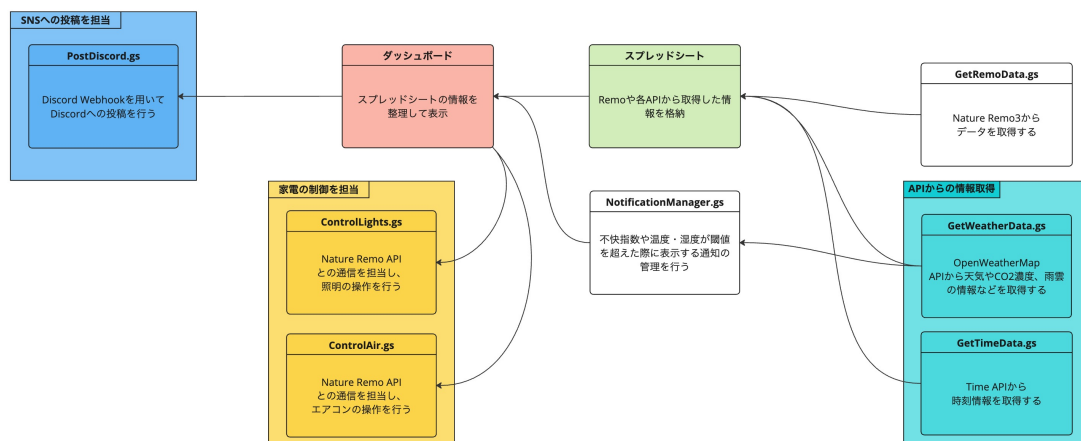 SNSへの投稿を担当
PostDiscord.gs
Discord Webhookを用いて
Discordへの投稿を行う
ダッシュボード
スプレッドシートの情報を
整理して表示
スプレッドシート
Remoや各APIから取得した情
報を格納
GetRemoData.gs
Nature Remo3から
データを取得する
家電の制御を担当
ControlLights.gs
Nature Remo API
との通信を担当し、
照明の操作を行う
ControlAir.gs
Nature Remo API
との通信を担当し、
エアコンの操作を行う
NotificationManager.gs
不快指数や温度・湿度が閾値
を超えた際に表示する通知の
管理を行う
APIからの情報取得
GetWeatherData.gs
OpenWeatherMap
APIから天気やCO2濃度、雨雲
の情報などを取得する
GetTimeData.gs
Time APIから
時刻情報を取得する